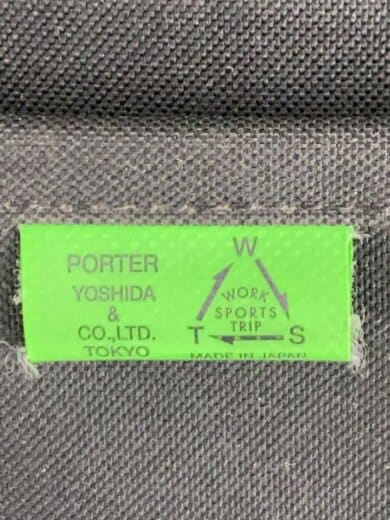 PORTER
YOSHIDA
&
CO.,LTD.
TOKYO
W
WORK
SPORTS
TRIP
T S
MADE IN JAPAN